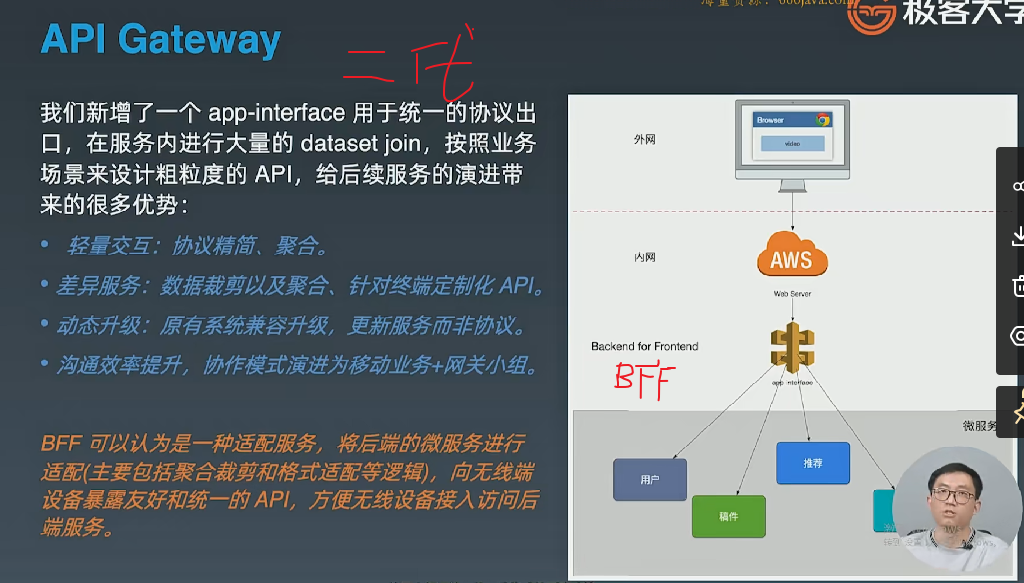 海量资源：666java.com
极客大学
API Gateway
二代
我们新增了一个 app-interface 用于统一的协议出
口，在服务内进行大量的 dataset join，按照业务
场景来设计粗粒度的 API，给后续服务的演进带
来的很多优势：
• 轻量交互：协议精简、聚合。
• 差异服务：数据裁剪以及聚合、针对终端定制化 API。
• 动态升级：原有系统兼容升级，更新服务而非协议。
• 沟通效率提升，协作模式演进为移动业务+网关小组。
BFF 可以认为是一种适配服务，将后端的微服务进行
适配(主要包括聚合裁剪和格式适配等逻辑)，向无线端
设备暴露友好和统一的 API，方便无线设备接入访问后
端服务。
外网
Browser
video
内网
AWS
Web Server
Backend for Frontend
BFF
app interface
微服务
用户
稿件
推荐